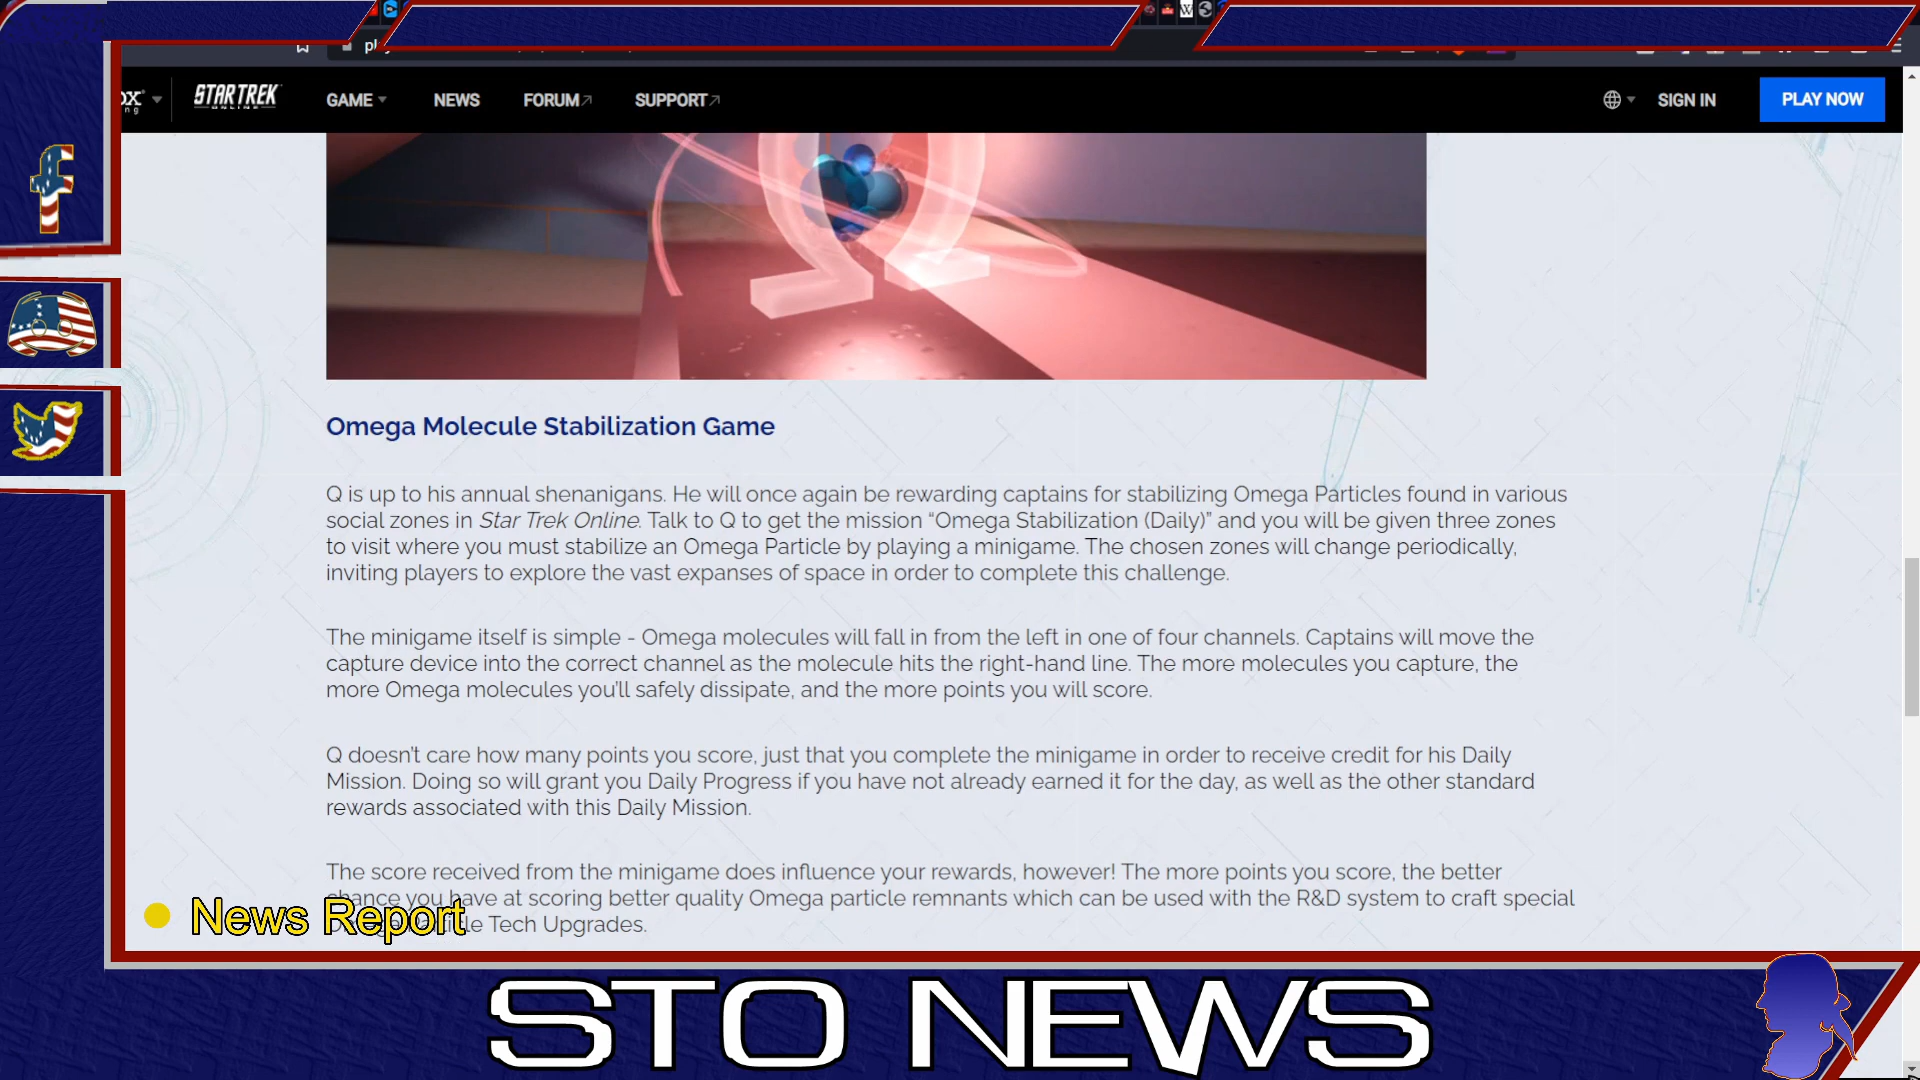 STAR TREK
ONLINE
GAME
NEWS
FORUM
SUPPORT
SIGN IN
PLAY NOW
Omega Molecule Stabilization Game
Q is up to his annual shenanigans. He will once again be rewarding captains for stabilizing Omega Particles found in various
social zones in Star Trek Online. Talk to Q to get the mission “Omega Stabilization (Daily)” and you will be given three zones
to visit where you must stabilize an Omega Particle by playing a minigame. The chosen zones will change periodically,
inviting players to explore the vast expanses of space in order to complete this challenge.
The minigame itself is simple - Omega molecules will fall in from the left in one of four channels. Captains will move the
capture device into the correct channel as the molecule hits the right-hand line. The more molecules you capture, the
more Omega molecules you'll safely dissipate, and the more points you will score.
Q doesn't care how many points you score, just that you complete the minigame in order to receive credit for his Daily
Mission. Doing so will grant you Daily Progress if you have not already earned it for the day, as well as the other standard
rewards associated with this Daily Mission.
The score received from the minigame does influence your rewards, however! The more points you score, the better
chance you have at scoring better quality Omega particle remnants which can be used with the R&D system to craft special
Tech Upgrades.
News Report
STO NEWS